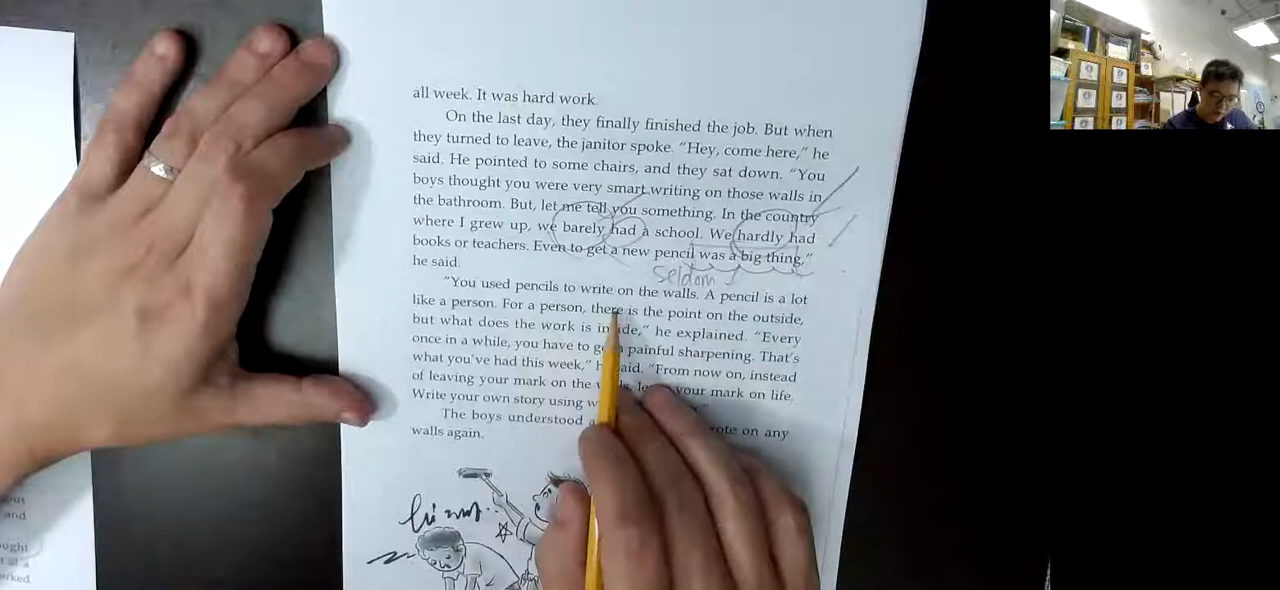 all week. It was hard work.
On the last day, they finally finished the job. But when
they turned to leave, the janitor spoke. "Hey, come here," he
said. He pointed to some chairs, and they sat down. "You
boys thought you were very smart writing on those walls in
the bathroom. But, let me tell you something. In the country
where I grew up, we barely had a school. We hardly had
books or teachers. Even to get a new pencil was a big thing,"
he said.
seldom
"You used pencils to write on the walls. A pencil is a lot
like a person. For a person, there is the point on the outside,
but what does the work is inside," he explained. "Every
once in a while, you have to get a painful sharpening. That's
what you've had this week," he said. "From now on, instead
of leaving your mark on the walls, leave your mark on life.
Write your own story using
The boys understood
wrote on any
walls again.
and